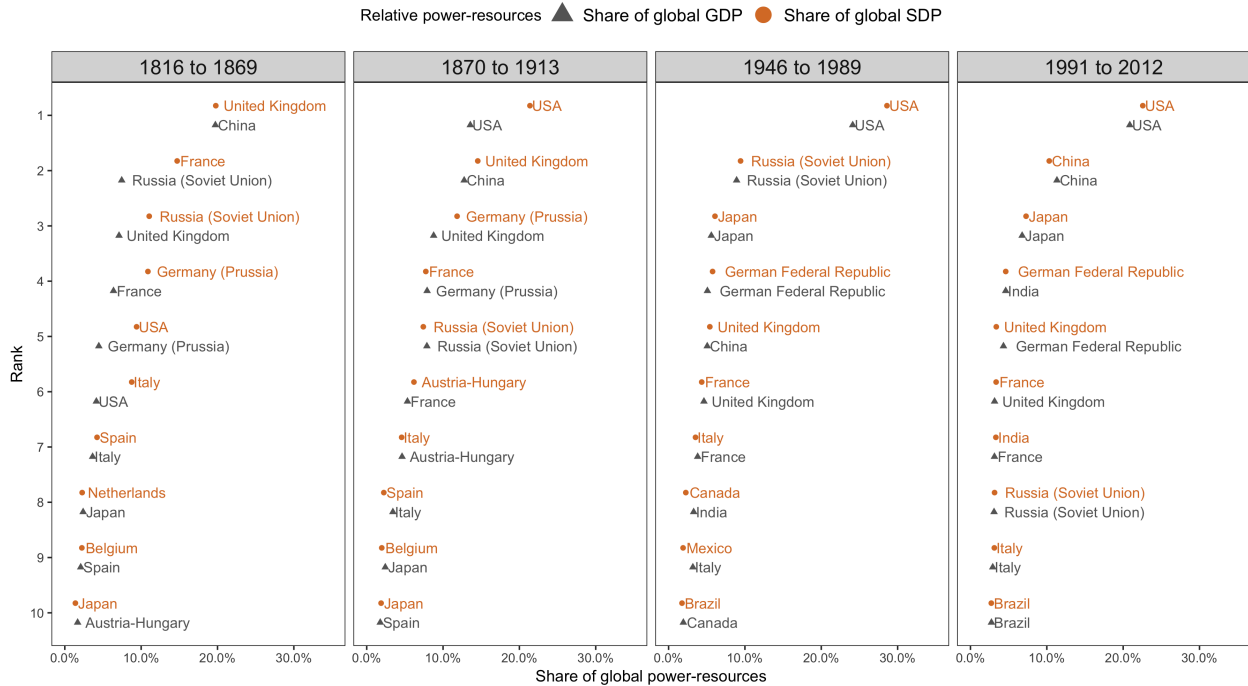 Relative power-resources Share of global GDP Share of global SDP
1816 to 1869 1870 to 1913 1946 to 1989 1991 to 2012
Rank
1
2
3
4
5
6
7
8
9
10
United Kingdom
China
France
Russia (Soviet Union)
Russia (Soviet Union)
United Kingdom
Germany (Prussia)
France
USA
Germany (Prussia)
Italy
USA
Spain
Italy
Netherlands
Japan
Belgium
Spain
Japan
Austria-Hungary
USA
USA
United Kingdom
China
Germany (Prussia)
United Kingdom
France
Germany (Prussia)
Russia (Soviet Union)
Russia (Soviet Union)
Austria-Hungary
France
Italy
Austria-Hungary
Spain
Italy
Belgium
Japan
Japan
Spain
USA
USA
Russia (Soviet Union)
Russia (Soviet Union)
Japan
Japan
German Federal Republic
German Federal Republic
United Kingdom
China
France
United Kingdom
Italy
France
Canada
India
Mexico
Italy
Brazil
Canada
USA
USA
China
China
Japan
Japan
German Federal Republic
India
United Kingdom
German Federal Republic
France
United Kingdom
India
France
Russia (Soviet Union)
Russia (Soviet Union)
Italy
Italy
Brazil
Brazil
0.0% 10.0% 20.0% 30.0% 0.0% 10.0% 20.0% 30.0% 0.0% 10.0% 20.0% 30.0% 0.0% 10.0% 20.0% 30.0%
Share of global power-resources